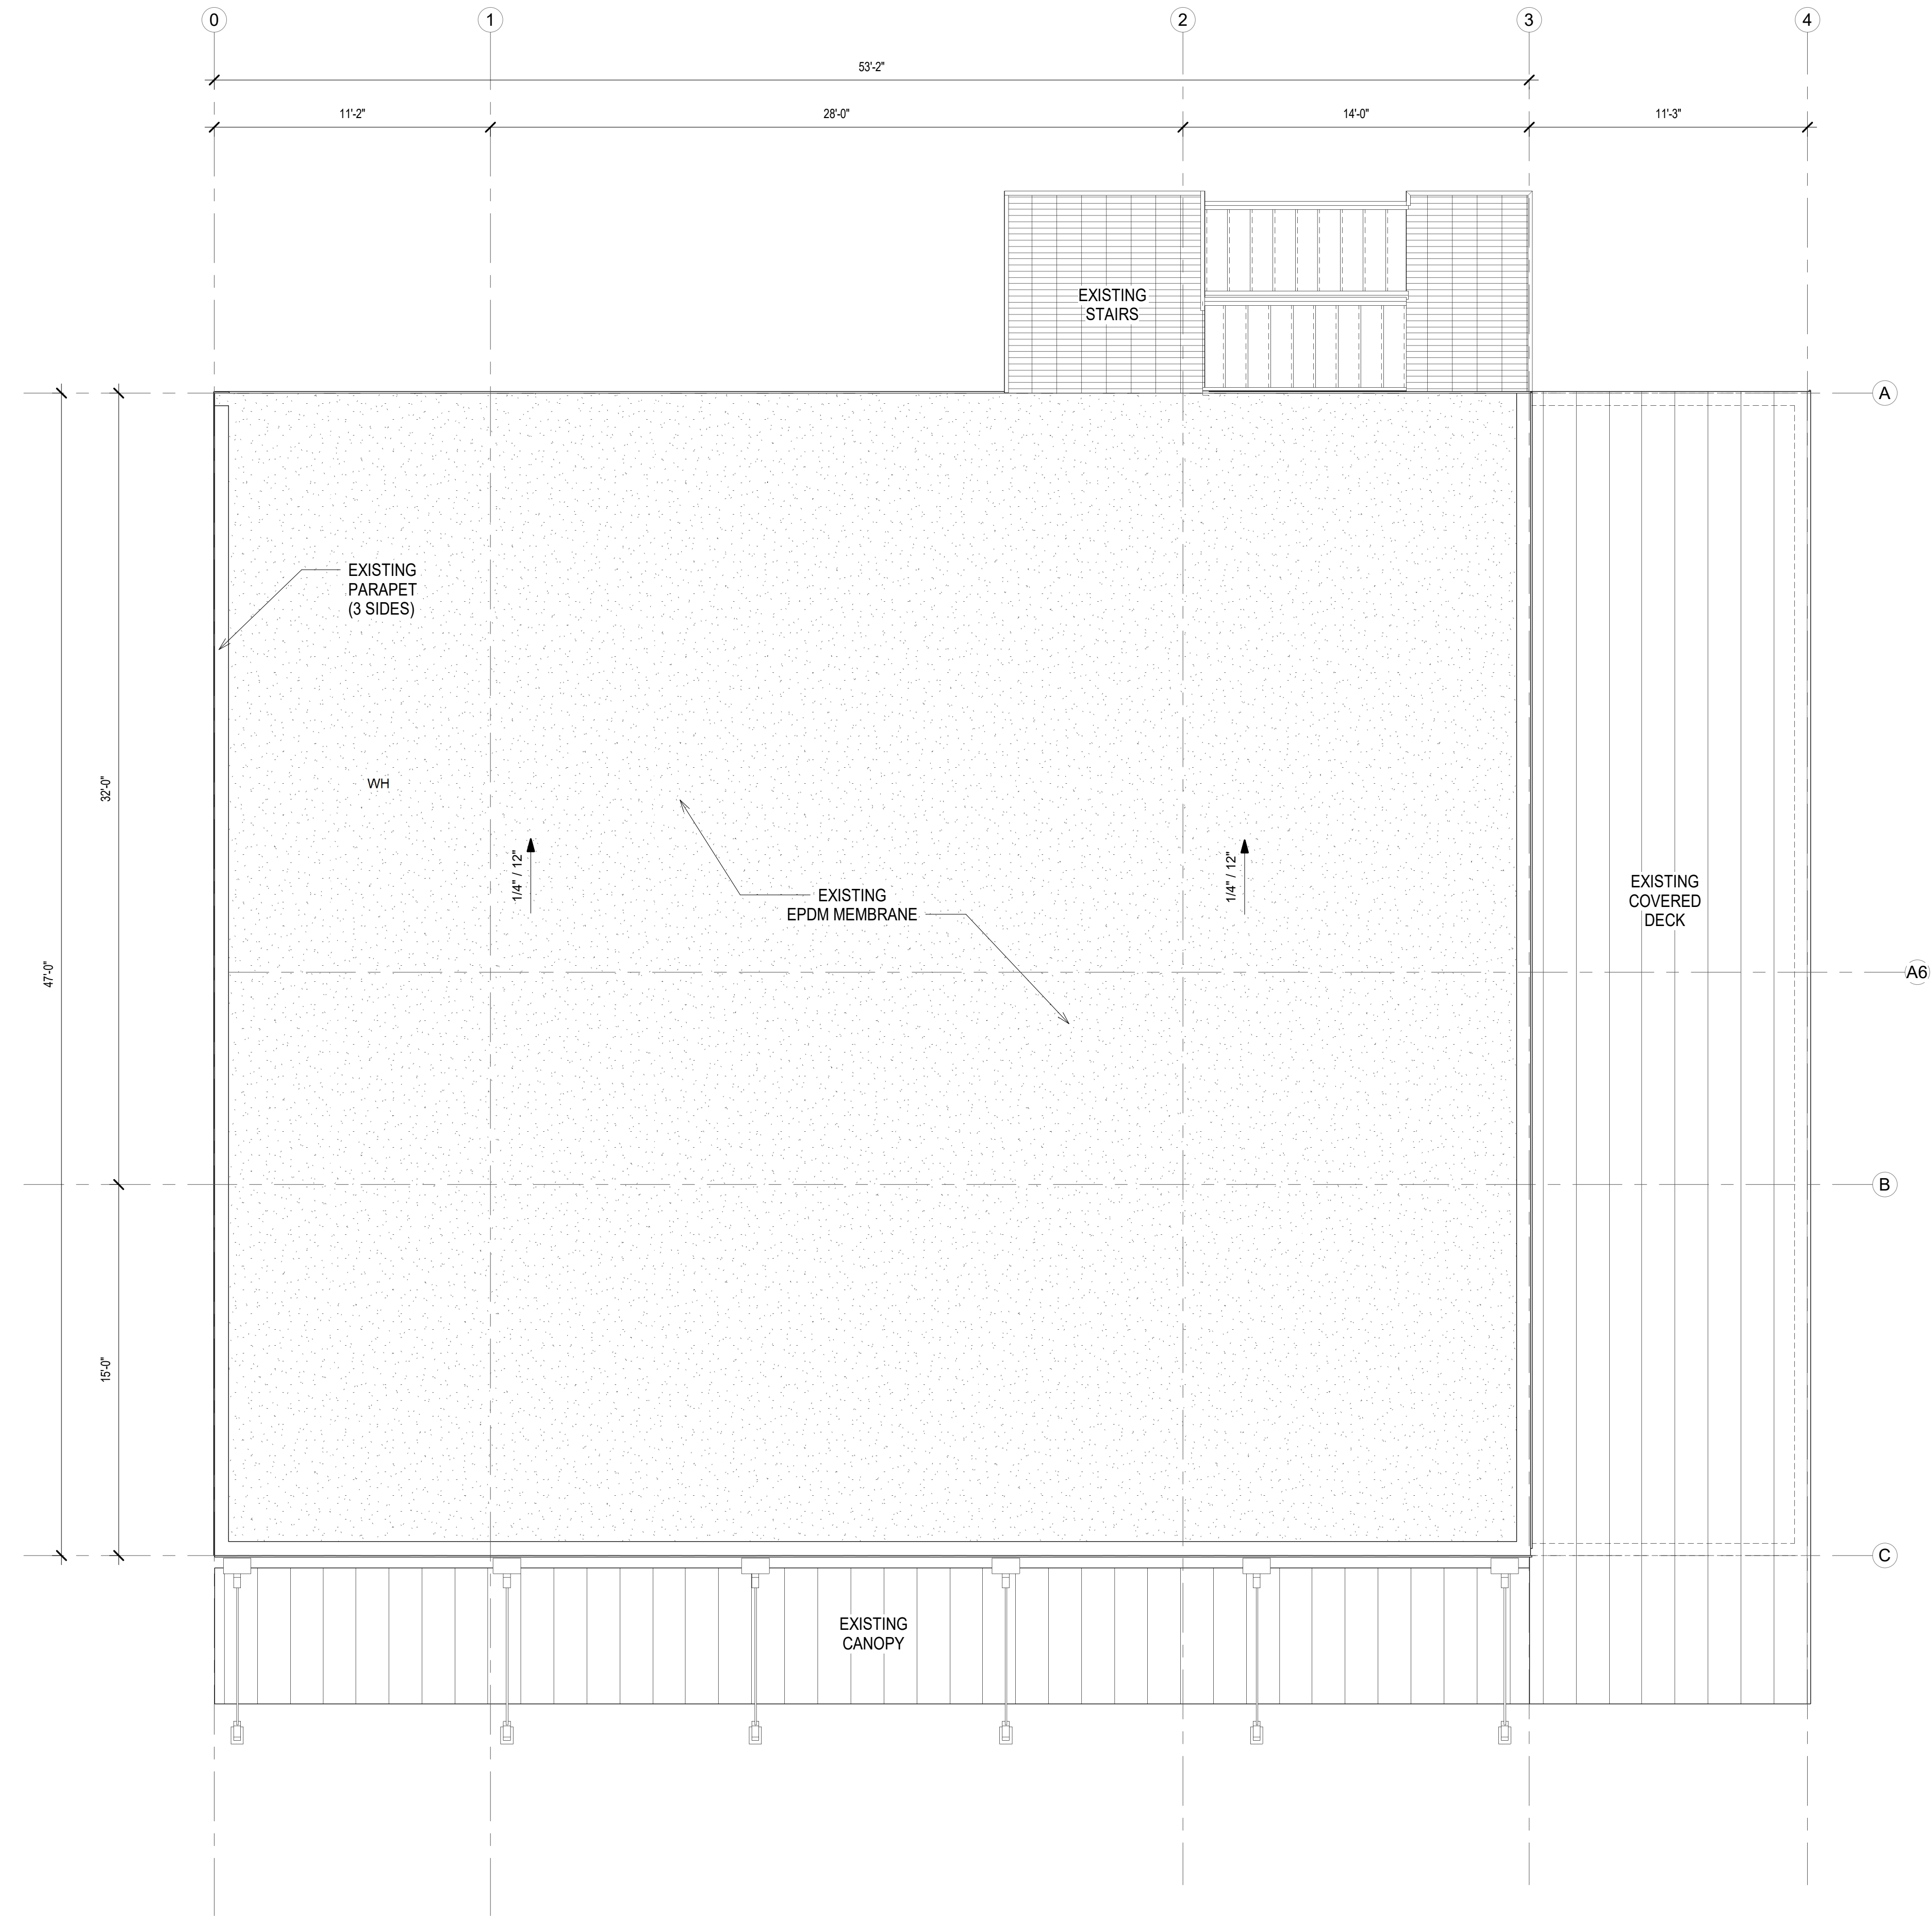 0
1
2
3
4
53'-2"
11'-2"
28'-0"
14'-0"
11'-3"
EXISTING
STAIRS
A
EXISTING
PARAPET
(3 SIDES)
WH
32'-0"
1/4" / 12"
1/4" / 12"
EXISTING
EPDM MEMBRANE
EXISTING
COVERED
DECK
47'-0"
A6
B
15'-0"
C
EXISTING
CANOPY